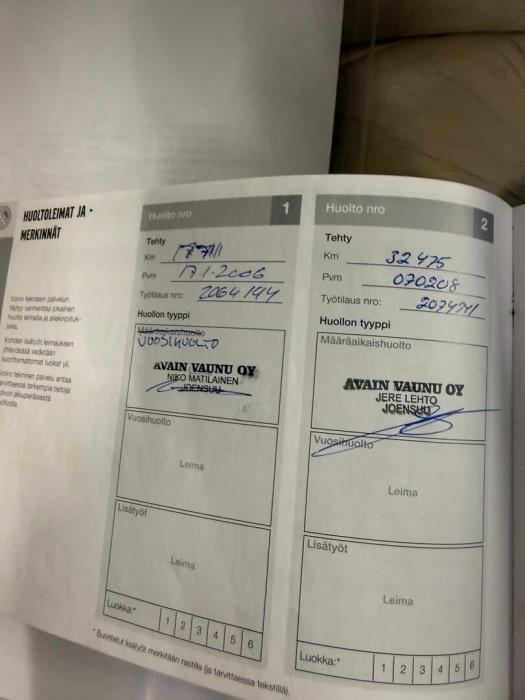 HUOLTOLEIMAT JA
MERKINNÄT
Volvo teknisen palvelun
täytyy varmentaa jokainen
huolto leimalla ja allekirjoituk-
sella.
Kohdan lisätyöt leimauksen
yhteydessä vedetään
suorittamattomat luokat yli.
Volvo tekninen palvelu antaa
tarvittaessa tarkempia tietoja
Huolto nro 1
Tehty
Km
Pvm 17.1-2006
Työtilaus nro: 2064144
Huollon tyyppi
Määräaikaishuolto
VUOSIHUOLTO
AVAIN VAUNU OY
NIKO MATILAINEN
JOENSUU
Vuosihuolto
Leima
Lisätyöt
Leima
Luokka:* 1 2 3 4 5 6
* Suoritetut lisätyöt merkitään rastilla (ja tarvittaessa tekstillä).
Huolto nro 2
Tehty
Km 32475
Pvm 070208
Työtilaus nro:
Huollon tyyppi
Määräaikaishuolto
AVAIN VAUNU OY
JERE LEHTO
JOENSUU
Vuosihuolto
Leima
Lisätyöt
Leima
Luokka:* 1 2 3 4 5 6